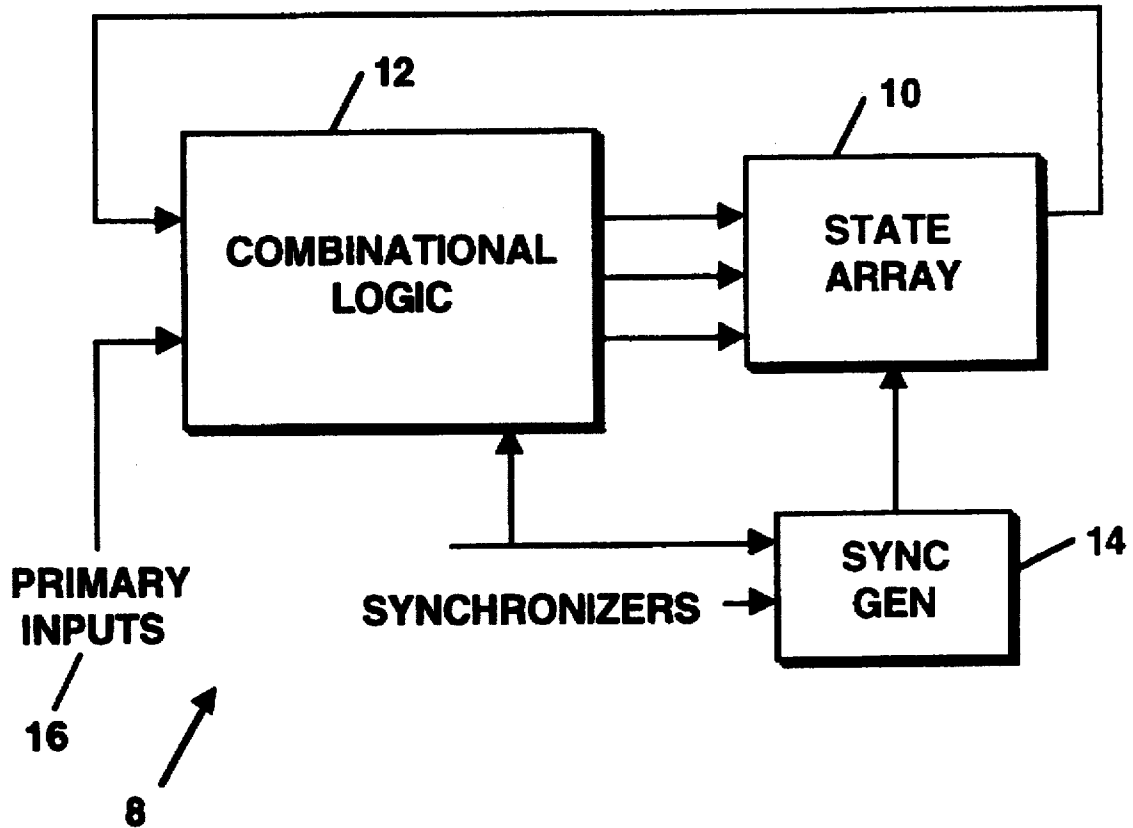 12
10
COMBINATIONAL
LOGIC
STATE
ARRAY
PRIMARY
INPUTS
16
8
SYNCHRONIZERS
SYNC
GEN
14